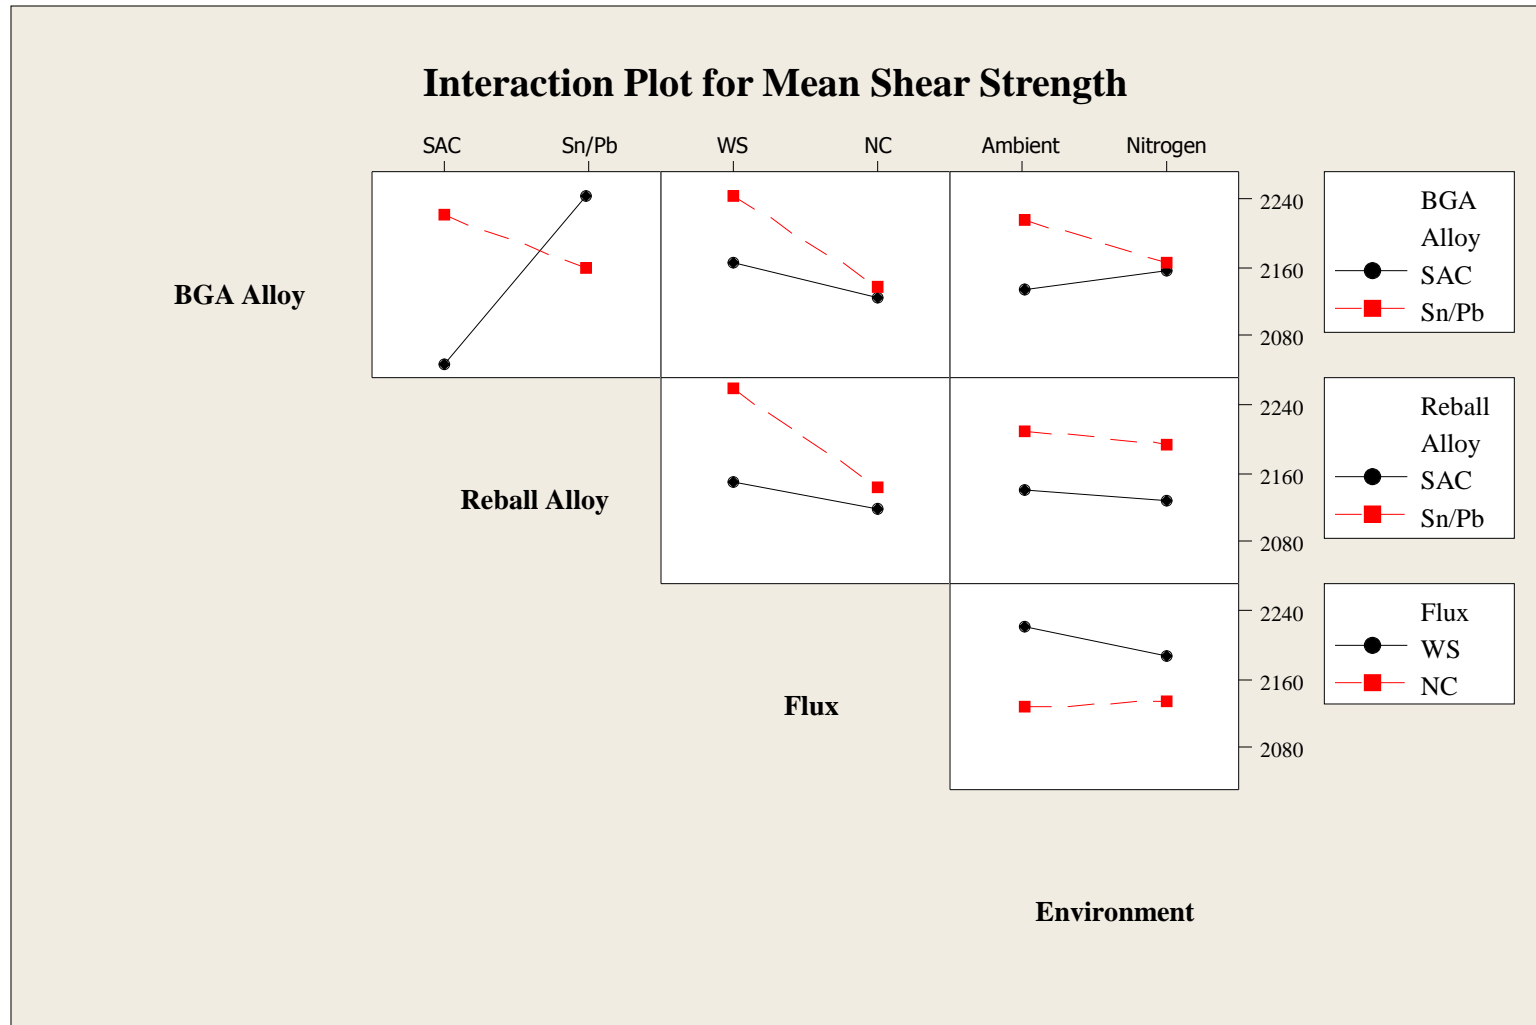 Interaction Plot for Mean Shear Strength
SAC Sn/Pb WS NC Ambient Nitrogen
BGA Alloy
2240
2160
2080
BGA
Alloy
SAC
Sn/Pb
Reball Alloy
2240
2160
2080
Reball
Alloy
SAC
Sn/Pb
Flux
2240
2160
2080
Flux
WS
NC
Environment